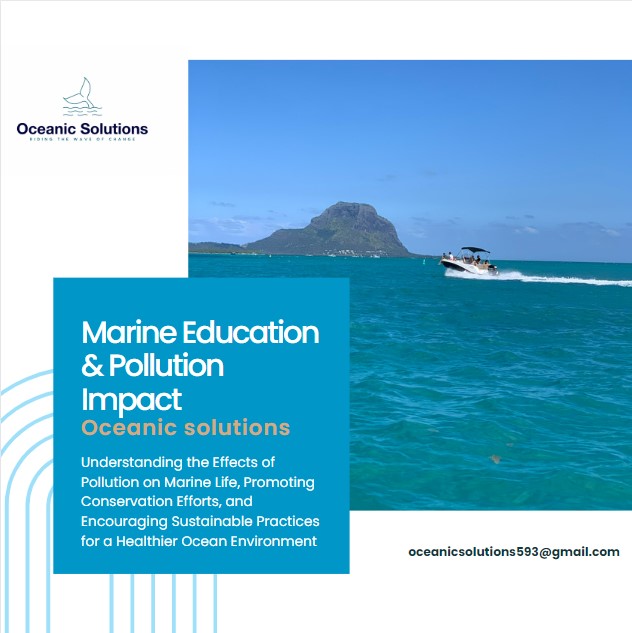 Oceanic Solutions
RIDING THE WAVE OF CHANGE
Marine Education
& Pollution
Impact
Oceanic solutions
Understanding the Effects of
Pollution on Marine Life, Promoting
Conservation Efforts, and
Encouraging Sustainable Practices
for a Healthier Ocean Environment
oceanicsolutions593@gmail.com